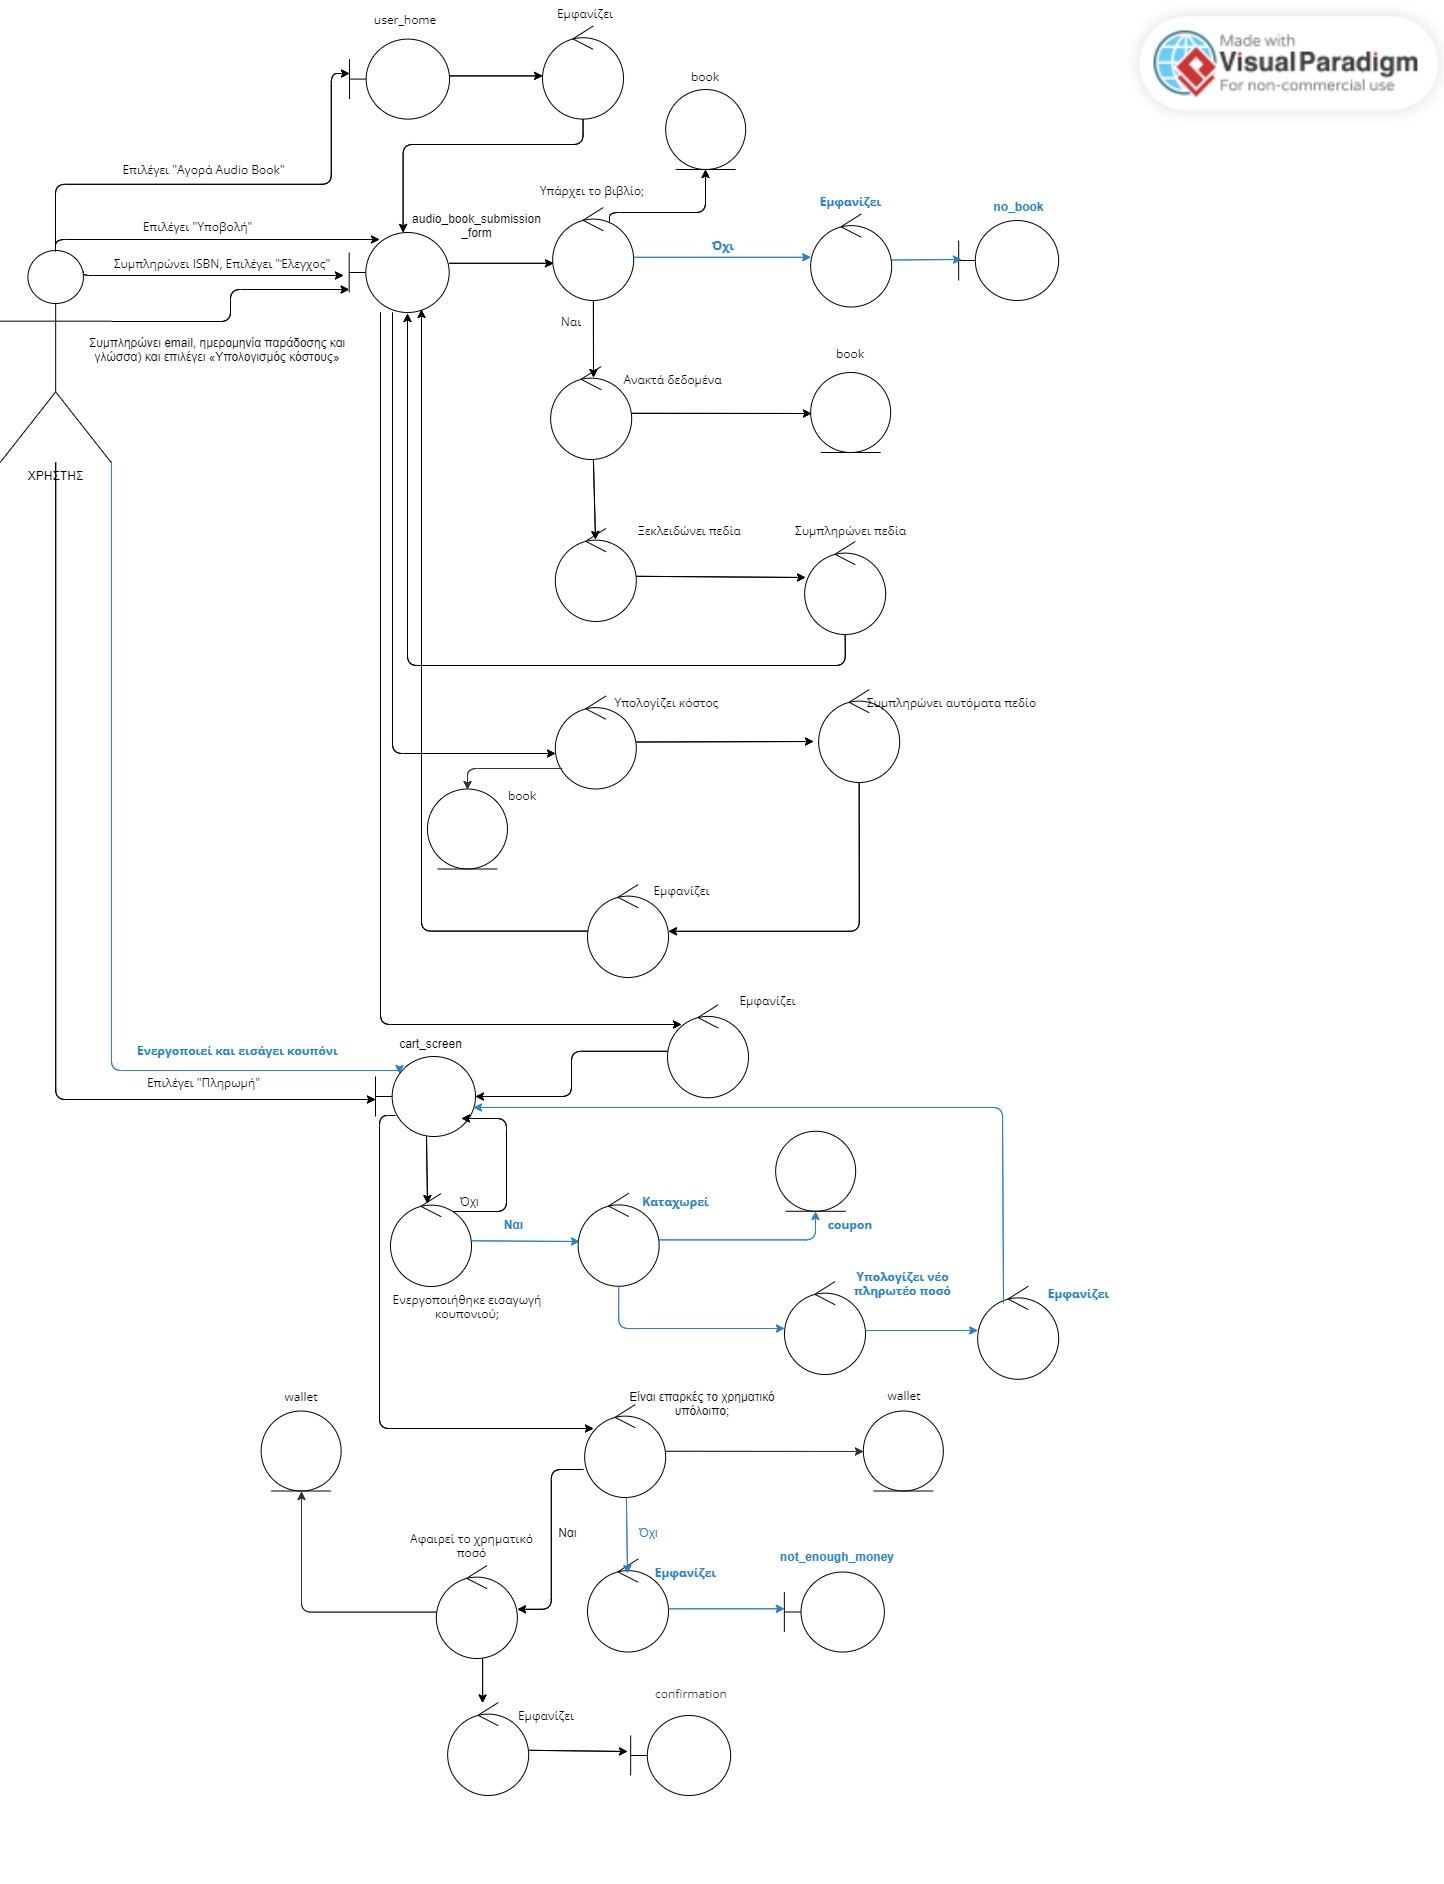 Made with
VisualParadigm
For non-commercial use
user_home
Εμφανίζει
book
Επιλέγει "Αγορά Audio Book"
Υπάρχει το βιβλίο;
Εμφανίζει
no_book
audio_book_submission
_form
Επιλέγει "Υποβολή"
Όχι
Συμπληρώνει ISBN, Επιλέγει "Έλεγχος"
Ναι
Συμπληρώνει email, ημερομηνία παράδοσης και
γλώσσα) και επιλέγει «Υπολογισμός κόστους»
book
Ανακτά δεδομένα
ΧΡΗΣΤΗΣ
Ξεκλειδώνει πεδία
Συμπληρώνει πεδία
Υπολογίζει κόστος
Συμπληρώνει αυτόματα πεδίο
book
Εμφανίζει
Εμφανίζει
cart_screen
Ενεργοποιεί και εισάγει κουπόνι
Επιλέγει "Πληρωμή"
Όχι
Καταχωρεί
Ναι
coupon
Υπολογίζει νέο
πληρωτέο ποσό
Εμφανίζει
Ενεργοποιήθηκε εισαγωγή
κουπονιού;
wallet
Είναι επαρκές το χρηματικό
υπόλοιπο;
wallet
Αφαιρεί το χρηματικό
ποσό
Ναι
Όχι
not_enough_money
Εμφανίζει
confirmation
Εμφανίζει